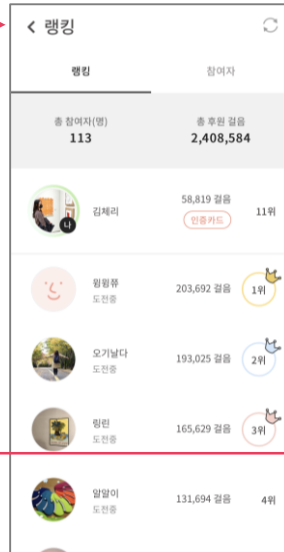 랭킹
랭킹 참여자
총 참여자(명) 총 후원 걸음
113 2,408,584
김체리 58,819 걸음 11위
나 인증카드
윙윙쮸 203,692 걸음 1위
도전중
오기날다 193,025 걸음 2위
도전중
링린 165,629 걸음 3위
도전중
알알이 131,694 걸음 4위
도전중